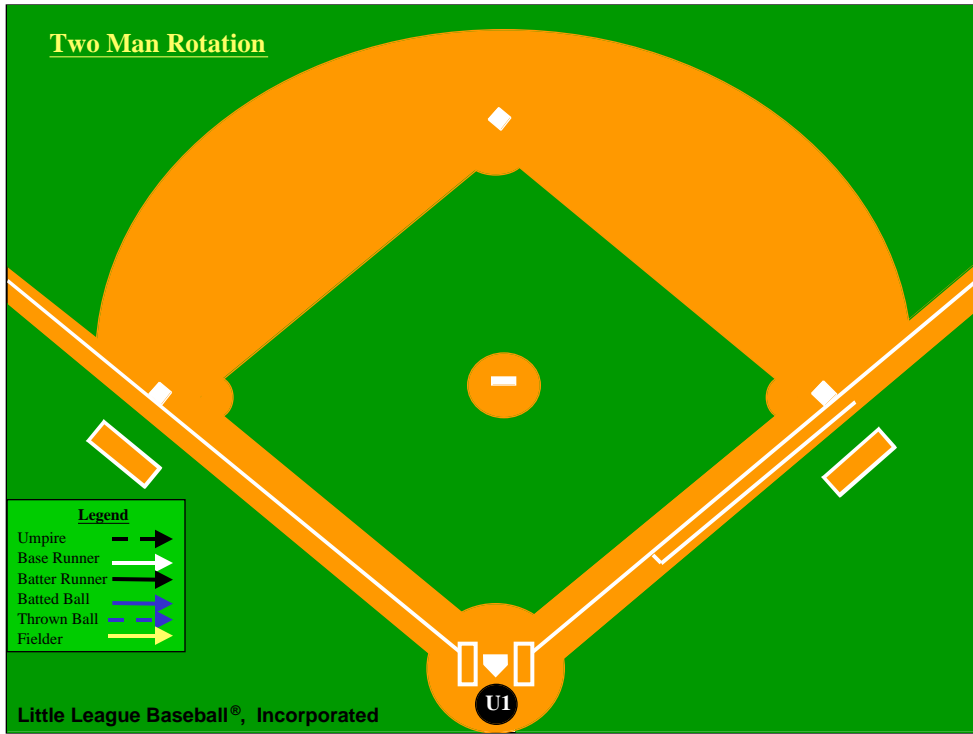 Two Man Rotation
Legend
Umpire
Base Runner
Batter Runner
Batted Ball
Thrown Ball
Fielder
U1
Little League Baseball®, Incorporated